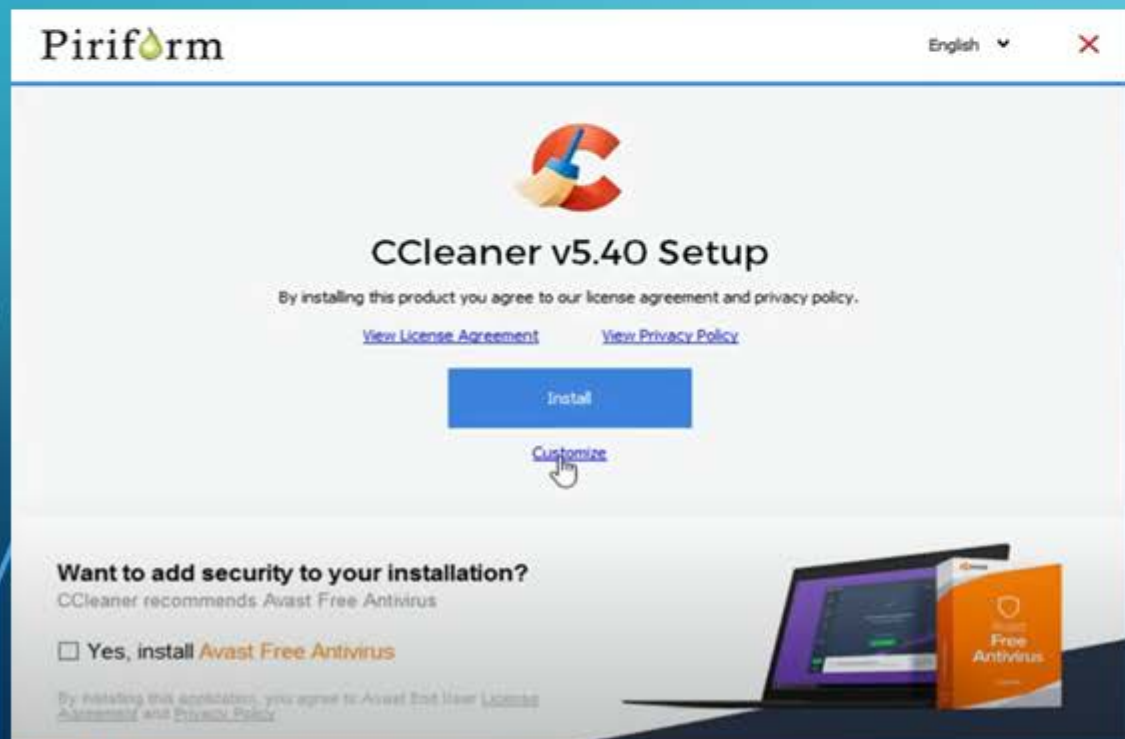 Piriform
English
CCleaner v5.40 Setup
By installing this product you agree to our license agreement and privacy policy.
View License Agreement View Privacy Policy
Install
Customize
Want to add security to your installation?
CCleaner recommends Avast Free Antivirus
Yes, install Avast Free Antivirus
By installing this application, you agree to Avast End User License
Agreement and Privacy Policy
Avast
Free
Antivirus